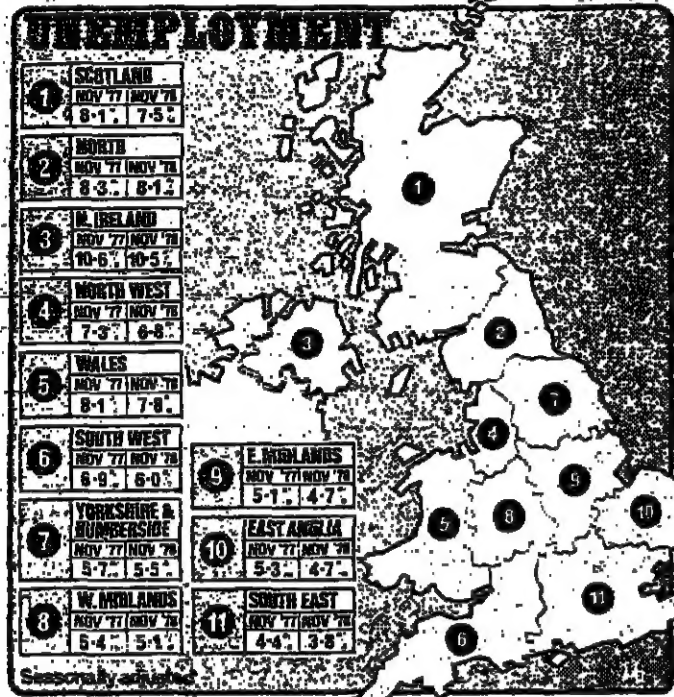 UNEMPLOYMENT
1
SCOTLAND
NOV '77 NOV '78
8·1% 7·5%
2
NORTH
NOV '77 NOV '78
8·3% 8·1%
3
N. IRELAND
NOV '77 NOV '78
10·6% 10·5%
4
NORTH WEST
NOV '77 NOV '78
7·3% 6·8%
5
WALES
NOV '77 NOV '78
8·1% 7·8%
6
SOUTH WEST
NOV '77 NOV '78
6·9% 6·0%
7
YORKSHIRE &
HUMBERSIDE
NOV '77 NOV '78
5·7% 5·5%
8
W. MIDLANDS
NOV '77 NOV '78
5·1%
9
E. MIDLANDS
NOV '77 NOV '78
5·1% 4·7%
10
EAST ANGLIA
NOV '77 NOV '78
5·3% 4·7%
11
SOUTH EAST
NOV '77 NOV '78
4·4% 3·8%
Seasonally adjusted
1
2
3
7
4
9
5
8
10
11
6